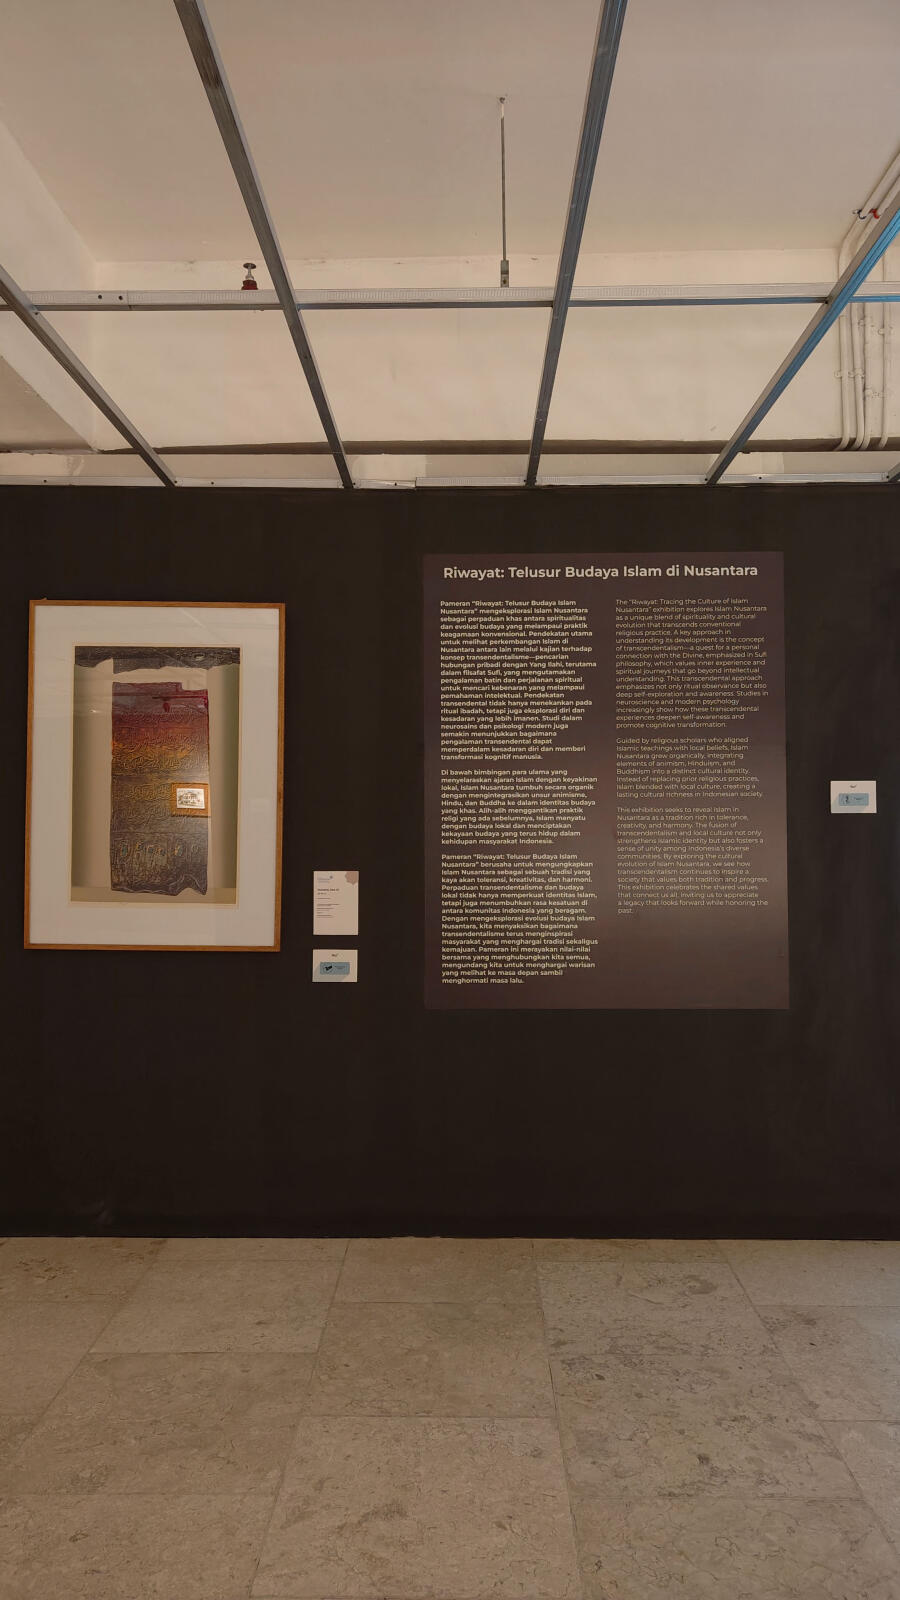 Riwayat: Telusur Budaya Islam di Nusantara
Pameran “Riwayat: Telusur Budaya Islam
Nusantara” mengeksplorasi Islam Nusantara
sebagai perpaduan khas antara spiritualitas
dan evolusi budaya yang melampaui praktik
keagamaan konvensional. Pendekatan utama
untuk melihat perkembangan Islam di
Nusantara antara lain melalui kajian terhadap
konsep transendentalisme—pencarian
hubungan pribadi dengan Yang Ilahi, terutama
dalam filsafat Sufi, yang mengutamakan
pengalaman batin dan perjalanan spiritual
untuk mencari kebenaran yang melampaui
pemahaman intelektual. Pendekatan
transendental tidak hanya menekankan pada
ritual ibadah, tetapi juga eksplorasi diri dan
kesadaran yang lebih imanen. Studi dalam
neurosains dan psikologi modern juga
semakin menunjukkan bagaimana
pengalaman transendental dapat
memperdalam kesadaran diri dan memberi
transformasi kognitif manusia.
Di bawah bimbingan para ulama yang
menyelaraskan ajaran Islam dengan keyakinan
lokal, Islam Nusantara tumbuh secara organik
dengan mengintegrasikan unsur animisme,
Hindu, dan Buddha ke dalam identitas budaya
yang khas. Alih-alih menggantikan praktik
religi yang ada sebelumnya, Islam menyatu
dengan budaya lokal dan menciptakan
kekayaan budaya yang terus hidup dalam
kehidupan masyarakat Indonesia.
Pameran “Riwayat: Telusur Budaya Islam
Nusantara” berusaha untuk mengungkapkan
Islam Nusantara sebagai sebuah tradisi yang
kaya akan toleransi, kreativitas, dan harmoni.
Perpaduan transendentalisme dan budaya
lokal tidak hanya memperkuat identitas Islam,
tetapi juga menumbuhkan rasa kesatuan di
antara komunitas Indonesia yang beragam.
Dengan mengeksplorasi evolusi budaya Islam
Nusantara, kita menyaksikan bagaimana
transendentalisme terus menginspirasi
masyarakat yang menghargai tradisi sekaligus
kemajuan. Pameran ini merayakan nilai-nilai
bersama yang menghubungkan kita semua,
mengundang kita untuk menghargai warisan
yang melihat ke masa depan sambil
menghormati masa lalu.
The “Riwayat: Tracing the Culture of Islam
Nusantara” exhibition explores Islam Nusantara
as a unique blend of spirituality and cultural
evolution that transcends conventional
religious practice. A key approach in
understanding its development is the concept
of transcendentalism—a quest for a personal
connection with the Divine, emphasized in Sufi
philosophy, which values inner experience and
spiritual journeys that go beyond intellectual
understanding. This transcendental approach
emphasizes not only ritual observance but also
deep self-exploration and awareness. Studies in
neuroscience and modern psychology
increasingly show how these transcendental
experiences deepen self-awareness and
promote cognitive transformation.
Guided by religious scholars who aligned
Islamic teachings with local beliefs, Islam
Nusantara grew organically, integrating
elements of animism, Hinduism, and
Buddhism into a distinct cultural identity.
Instead of replacing prior religious practices,
Islam blended with local culture, creating a
lasting cultural richness in Indonesian society.
This exhibition seeks to reveal Islam in
Nusantara as a tradition rich in tolerance,
creativity, and harmony. The fusion of
transcendentalism and local culture not only
strengthens Islamic identity but also fosters a
sense of unity among Indonesia’s diverse
communities. By exploring the cultural
evolution of Islam Nusantara, we see how
transcendentalism continues to inspire a
society that values both tradition and progress.
This exhibition celebrates the shared values
that connect us all, inviting us to appreciate
a legacy that looks forward while honoring the
past.